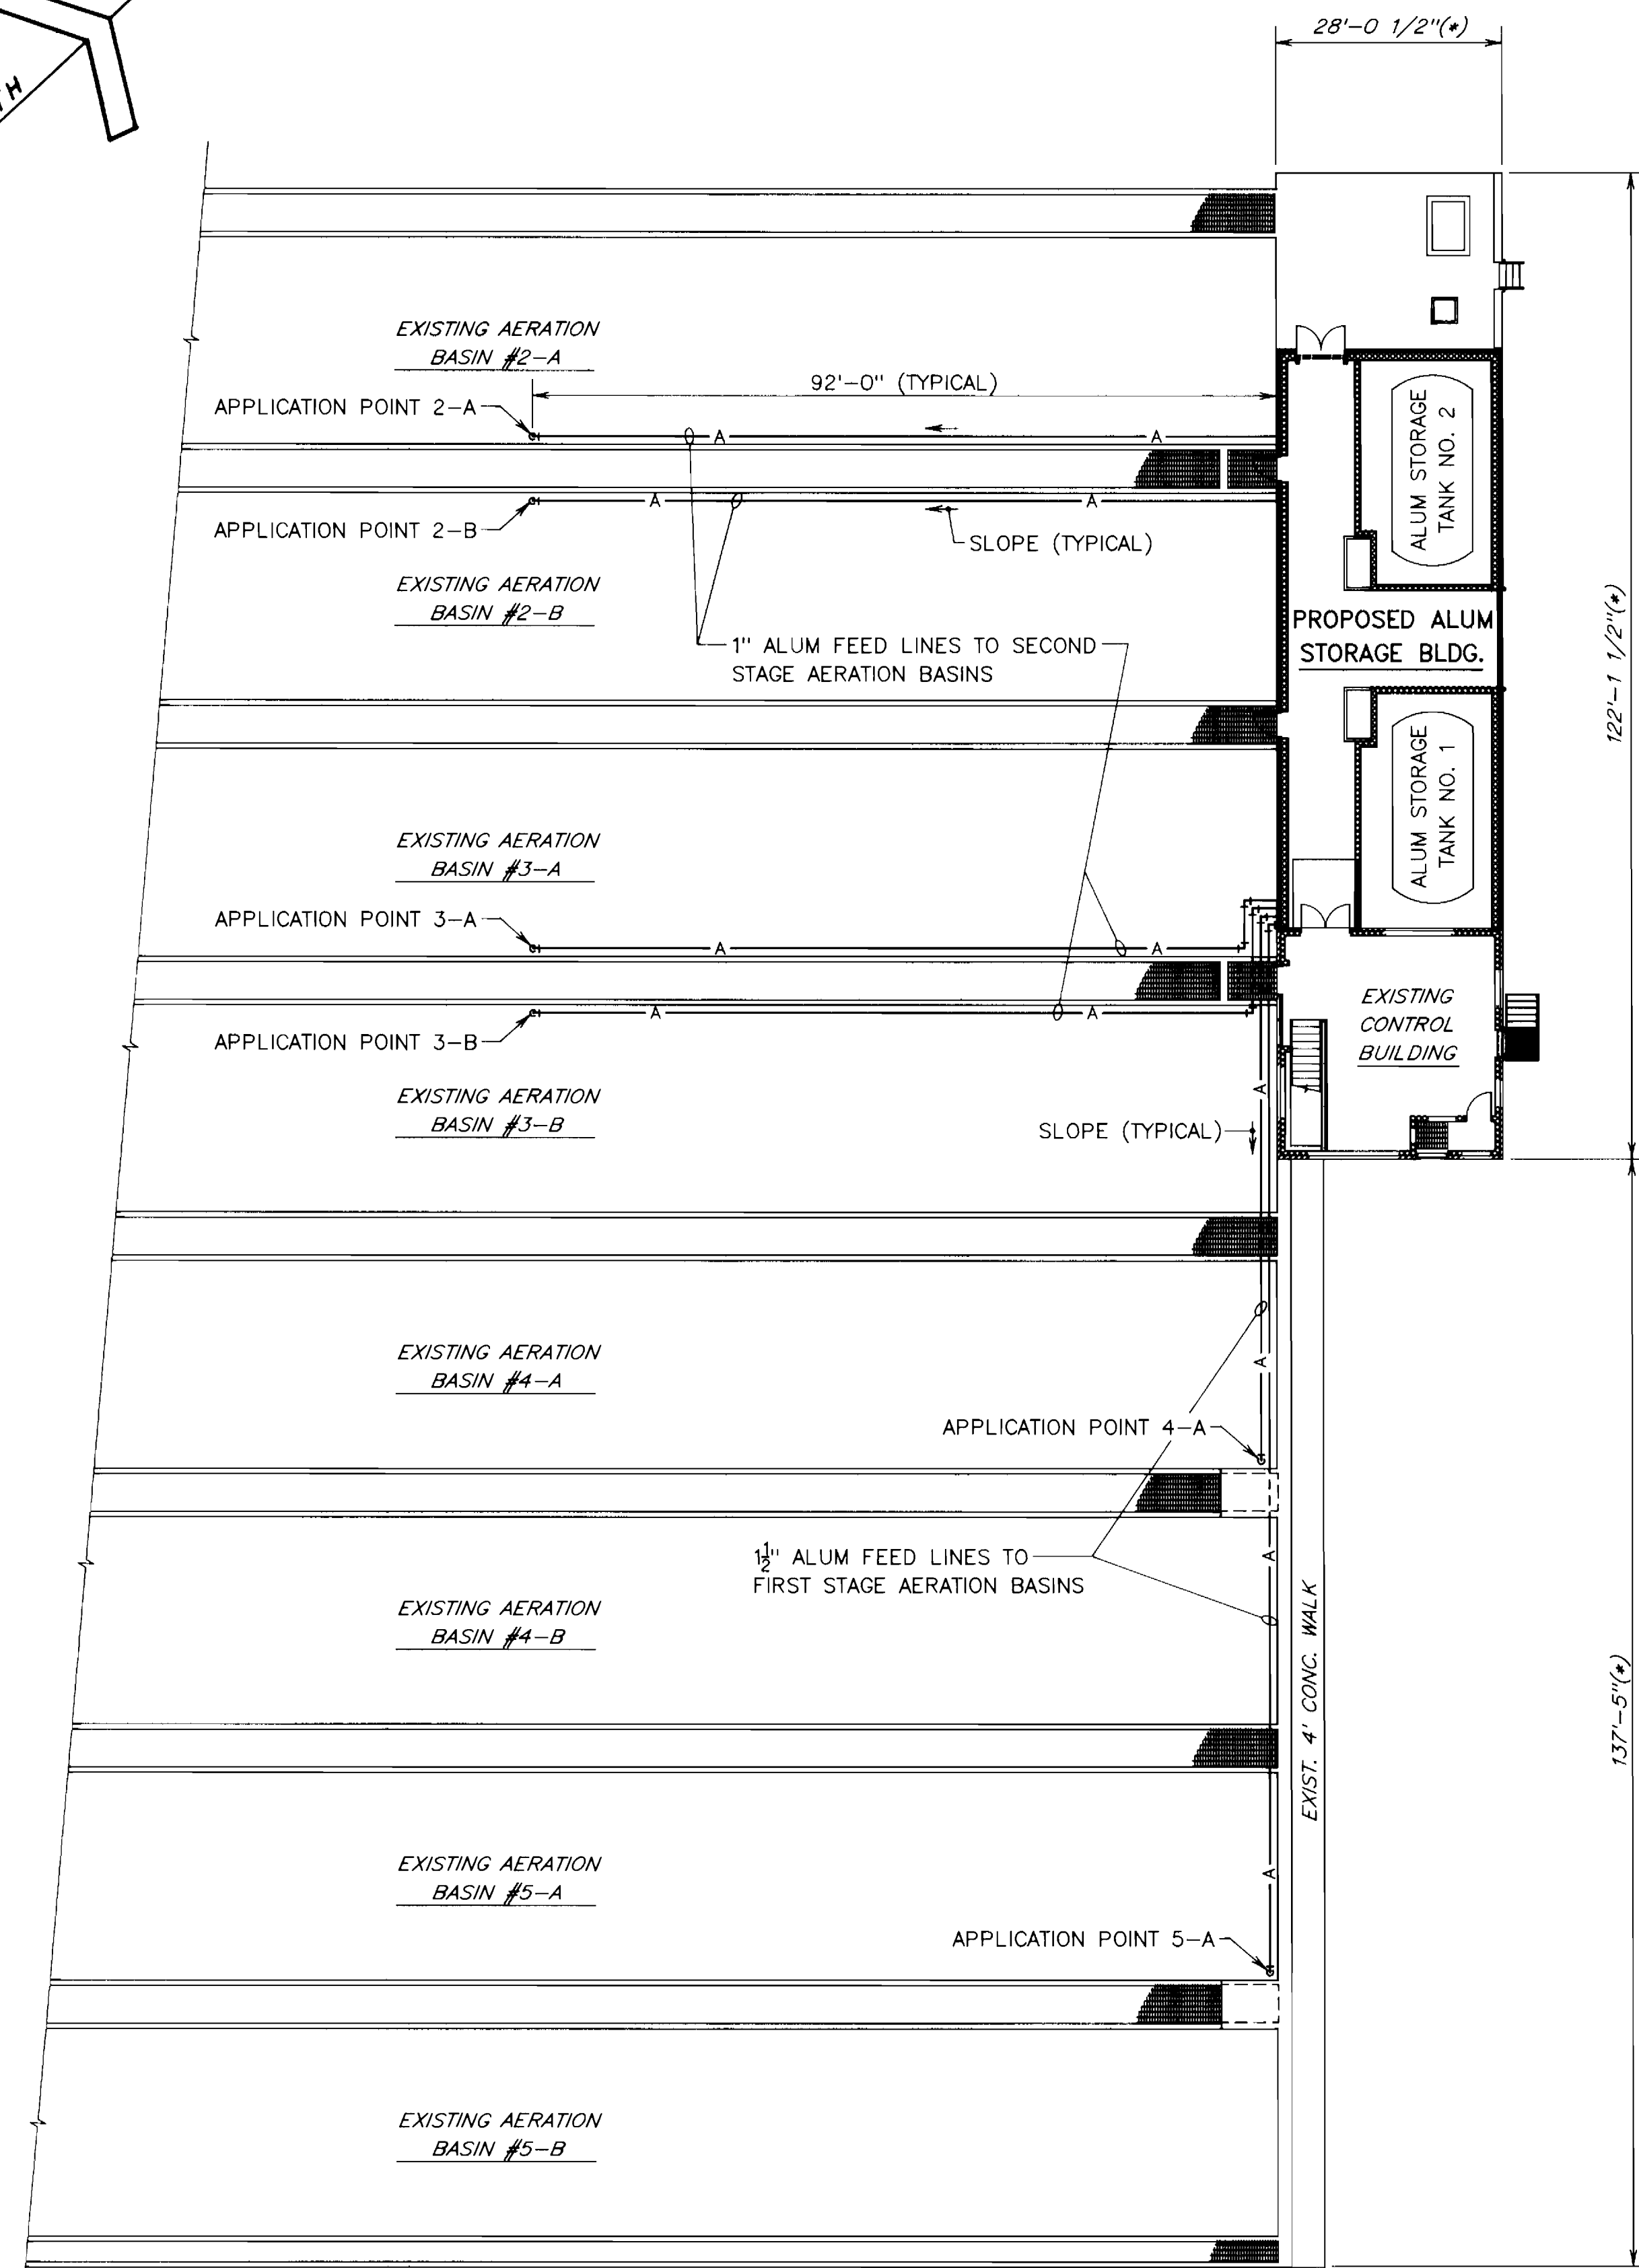 28'-0 1/2"(*)
EXISTING AERATION
BASIN #2-A
92'-0" (TYPICAL)
APPLICATION POINT 2-A
A
A
A
A
APPLICATION POINT 2-B
SLOPE (TYPICAL)
EXISTING AERATION
BASIN #2-B
ALUM STORAGE
TANK NO. 2
PROPOSED ALUM
STORAGE BLDG.
1" ALUM FEED LINES TO SECOND
STAGE AERATION BASINS
122'-1 1/2"(*)
ALUM STORAGE
TANK NO. 1
EXISTING AERATION
BASIN #3-A
APPLICATION POINT 3-A
A
A
A
A
APPLICATION POINT 3-B
EXISTING
CONTROL
BUILDING
EXISTING AERATION
BASIN #3-B
A
SLOPE (TYPICAL)
EXISTING AERATION
BASIN #4-A
A
APPLICATION POINT 4-A
1 1/2" ALUM FEED LINES TO
FIRST STAGE AERATION BASINS
A
EXISTING AERATION
BASIN #4-B
EXIST. 4' CONC. WALK
137'-5"(*)
EXISTING AERATION
BASIN #5-A
A
APPLICATION POINT 5-A
EXISTING AERATION
BASIN #5-B